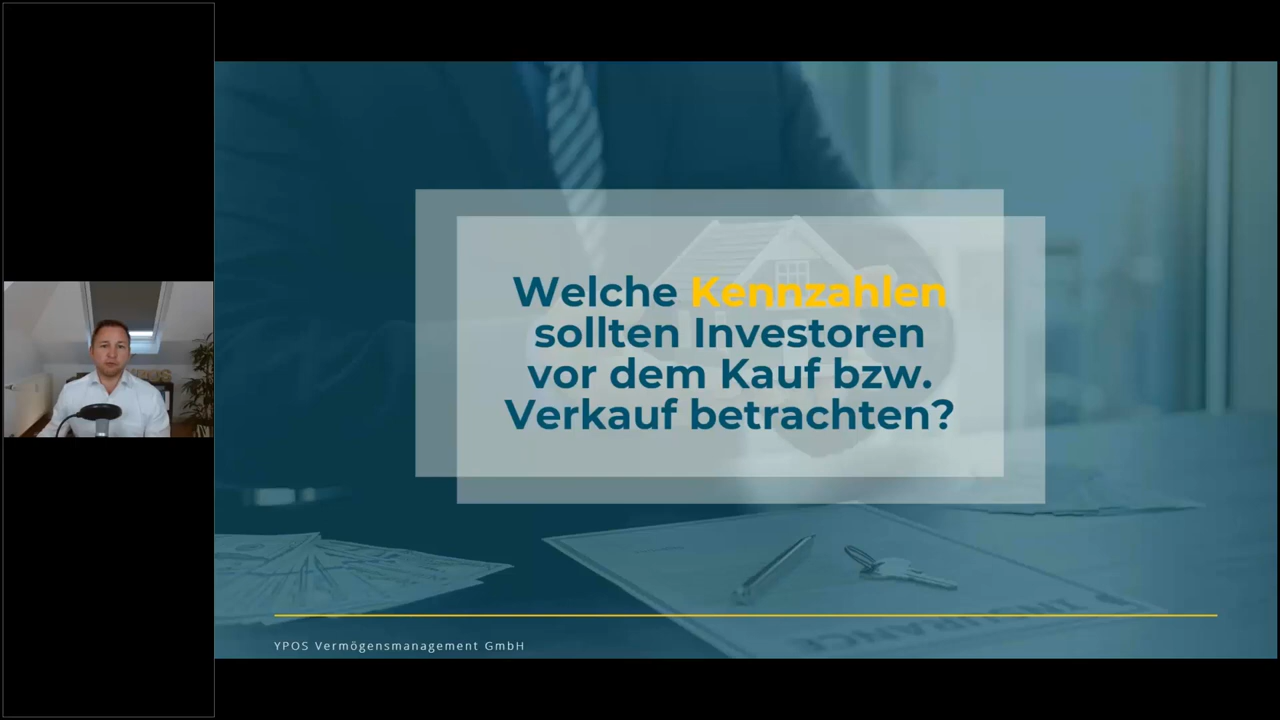 Welche Kennzahlen
sollten Investoren
vor dem Kauf bzw.
Verkauf betrachten?
YPOS Vermögensmanagement GmbH